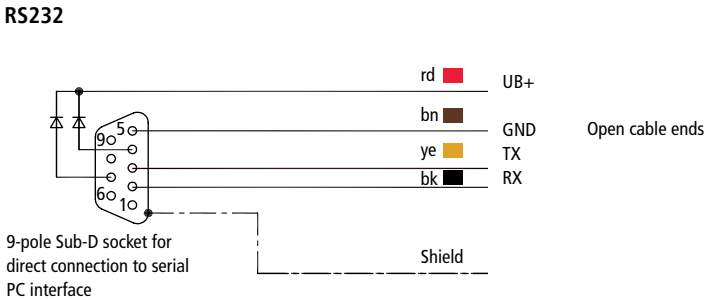 RS232
rd UB+
bn
5 GND Open cable ends
9
ye TX
bk RX
6
1
9-pole Sub-D socket for
direct connection to serial
PC interface
Shield